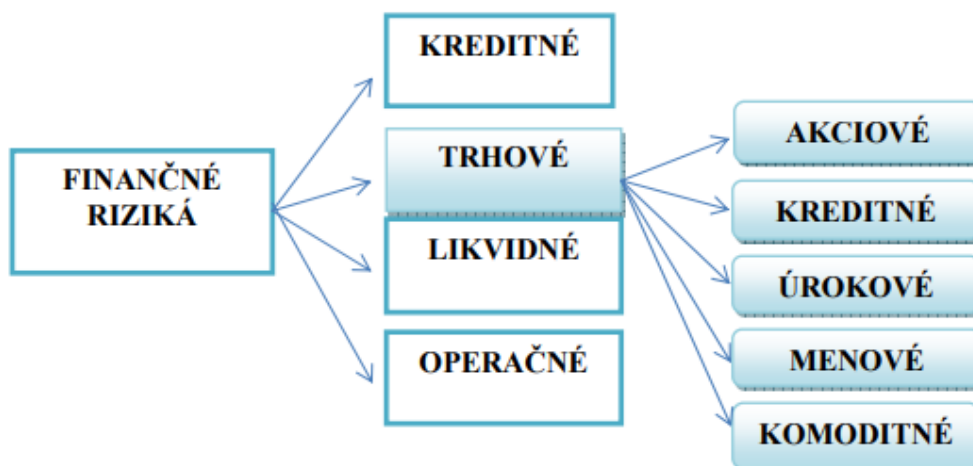 FINANČNÉ
RIZIKÁ
KREDITNÉ
TRHOVÉ
LIKVIDNÉ
OPERAČNÉ
AKCIOVÉ
KREDITNÉ
ÚROKOVÉ
MENOVÉ
KOMODITNÉ